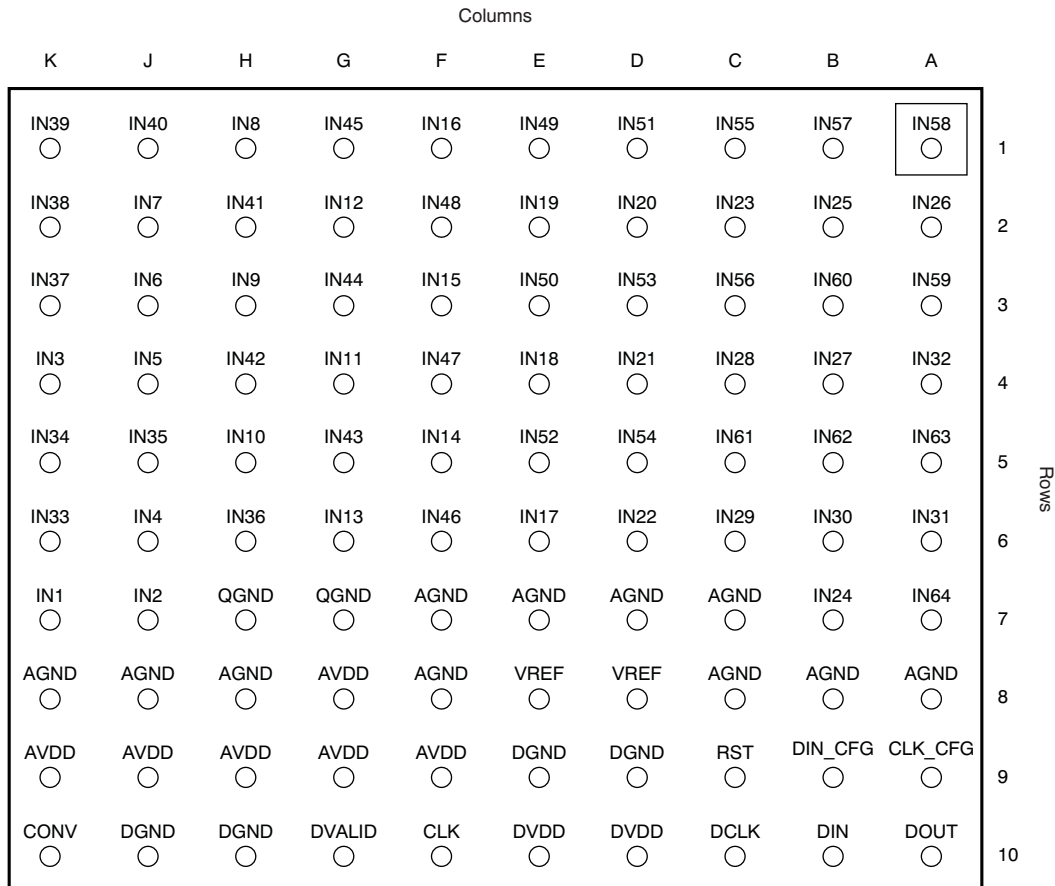 Columns
K J H G F E D C B A
IN39 IN40 IN8 IN45 IN16 IN49 IN51 IN55 IN57 IN58
1
IN38 IN7 IN41 IN12 IN48 IN19 IN20 IN23 IN25 IN26
2
IN37 IN6 IN9 IN44 IN15 IN50 IN53 IN56 IN60 IN59
3
IN3 IN5 IN42 IN11 IN47 IN18 IN21 IN28 IN27 IN32
4
IN34 IN35 IN10 IN43 IN14 IN52 IN54 IN61 IN62 IN63
5
Rows
IN33 IN4 IN36 IN13 IN46 IN17 IN22 IN29 IN30 IN31
6
IN1 IN2 QGND QGND AGND AGND AGND AGND IN24 IN64
7
AGND AGND AGND AVDD AGND VREF VREF AGND AGND AGND
8
AVDD AVDD AVDD AVDD AVDD DGND DGND RST DIN_CFG CLK_CFG
9
CONV DGND DGND DVALID CLK DVDD DVDD DCLK DIN DOUT
10